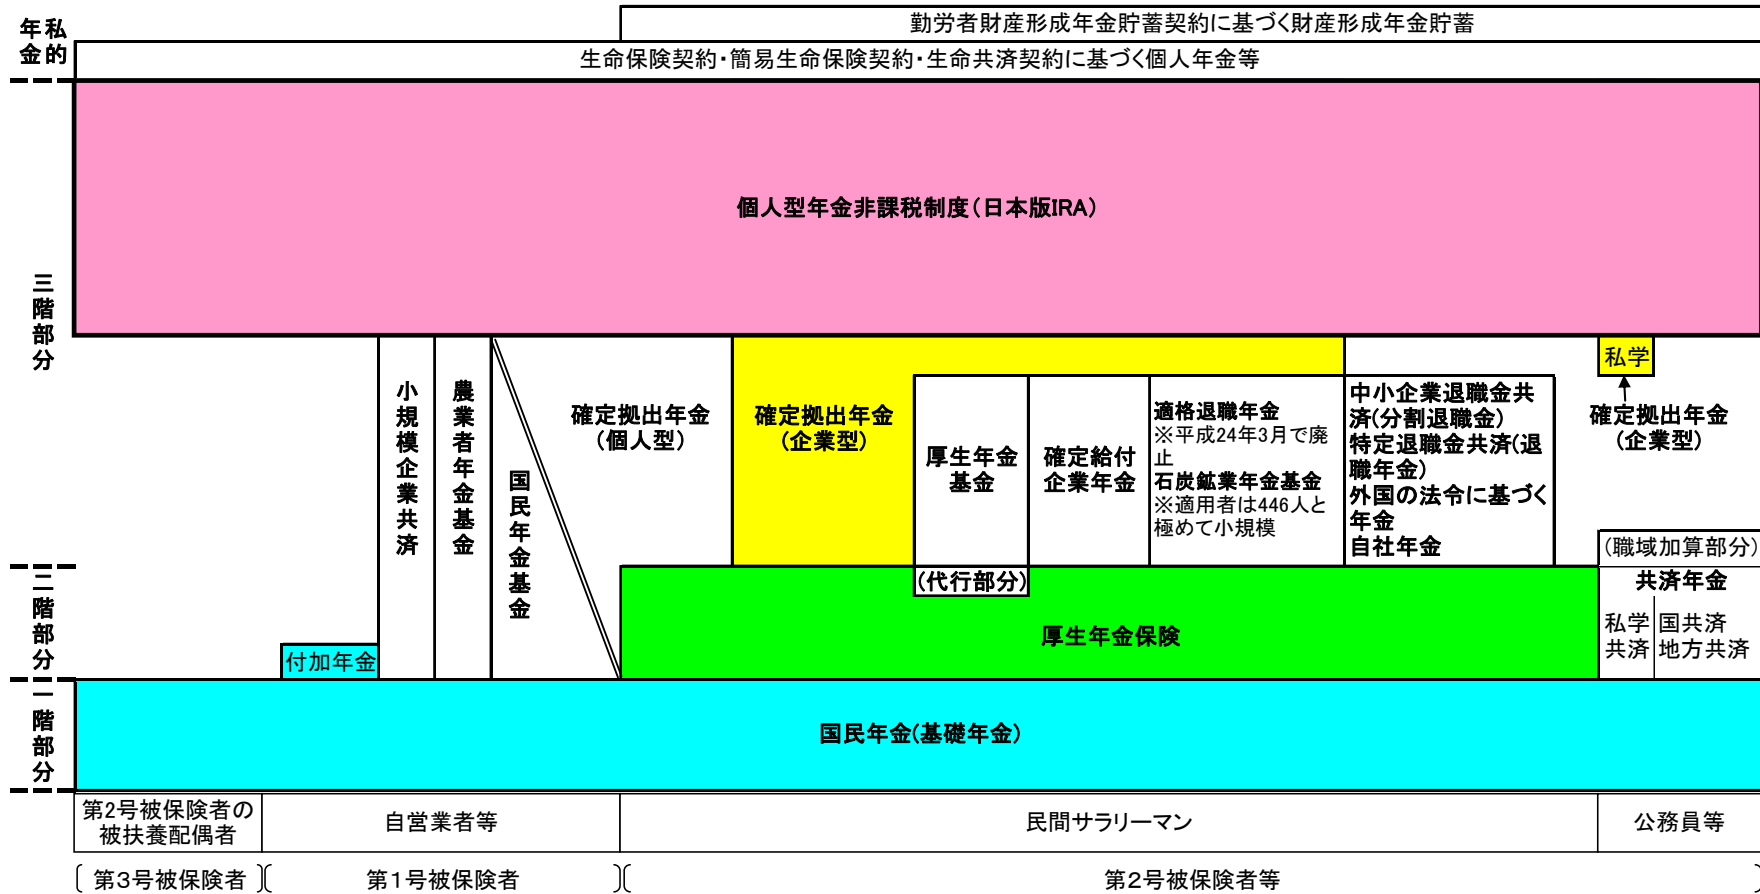 私的
年金
勤労者財産形成年金貯蓄契約に基づく財産形成年金貯蓄
生命保険契約・簡易生命保険契約・生命共済契約に基づく個人年金等
三階部分
個人型年金非課税制度（日本版IRA）
小規模企業共済
農業者年金基金
国民年金基金
確定拠出年金
（個人型）
確定拠出年金
（企業型）
厚生年金
基金
確定給付
企業年金
適格退職年金
※平成24年3月で廃
止
石炭鉱業年金基金
※適用者は446人と
極めて小規模
中小企業退職金共
済(分割退職金)
特定退職金共済(退
職年金)
外国の法令に基づく
年金
自社年金
私学
確定拠出年金
（企業型）
(職域加算部分)
二階部分
付加年金
(代行部分)
厚生年金保険
共済年金
私学
共済
国共済
地方共済
一階部分
国民年金(基礎年金)
第2号被保険者の
被扶養配偶者
自営業者等
民間サラリーマン
公務員等
〔 第３号被保険者 〕
〔 第１号被保険者 〕
〔 第２号被保険者等 〕